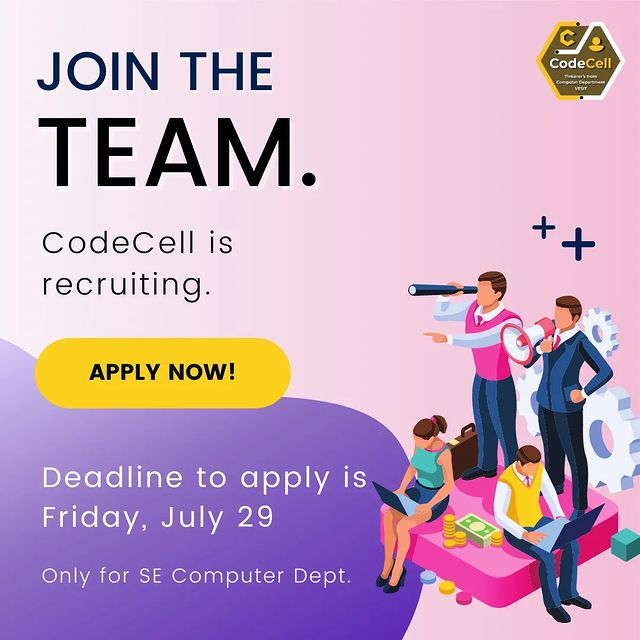 JOIN THE
TEAM.
CodeCell
Tinkerer's from
Computer Department
VESIT
CodeCell is
recruiting.
APPLY NOW!
Deadline to apply is
Friday, July 29
Only for SE Computer Dept.